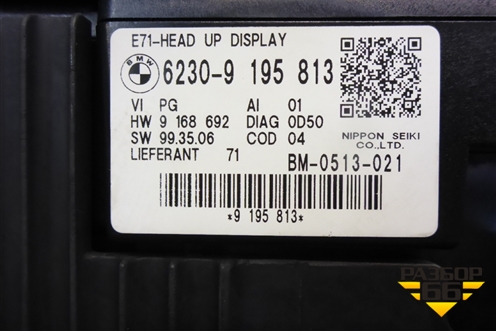 E71-HEAD UP DISPLAY
BMW 6230-9 195 813
VI PG AI 01
HW 9 168 692 DIAG 0D50
SW 99.35.06 COD 04
LIEFERANT 71
NIPPON SEIKI
CO.,LTD.
BM-0513-021
*9 195 813*
РАЗБОР
66